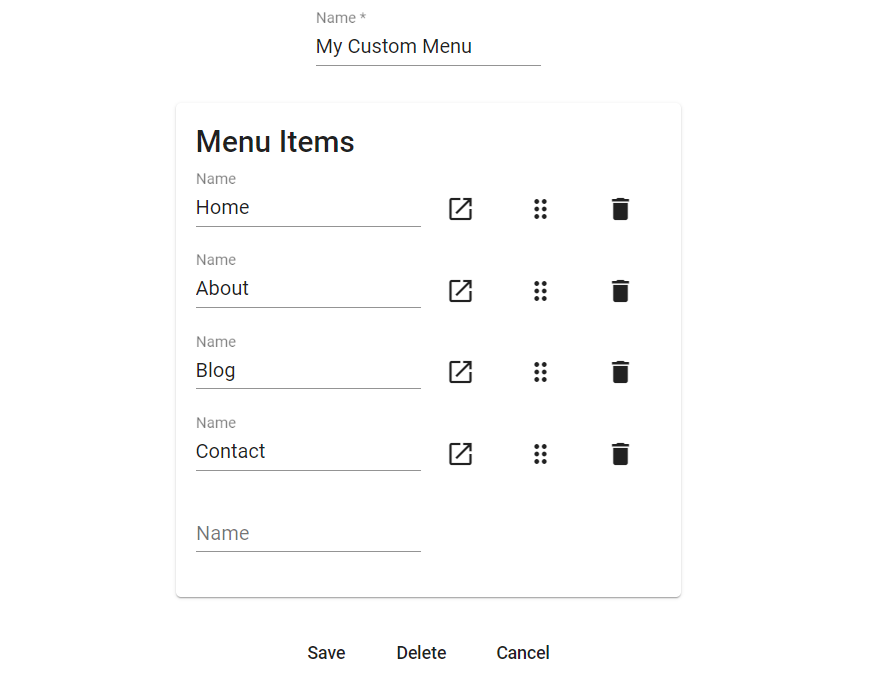 Name *
My Custom Menu
Menu Items
Name
Home
Name
About
Name
Blog
Name
Contact
Name
Save Delete Cancel